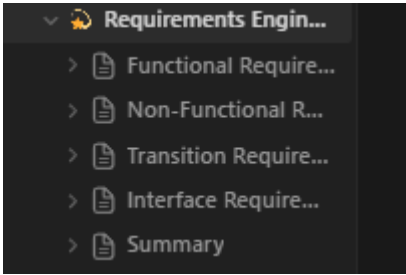 Requirements Engin...
Functional Require...
Non-Functional R...
Transition Require...
Interface Require...
Summary